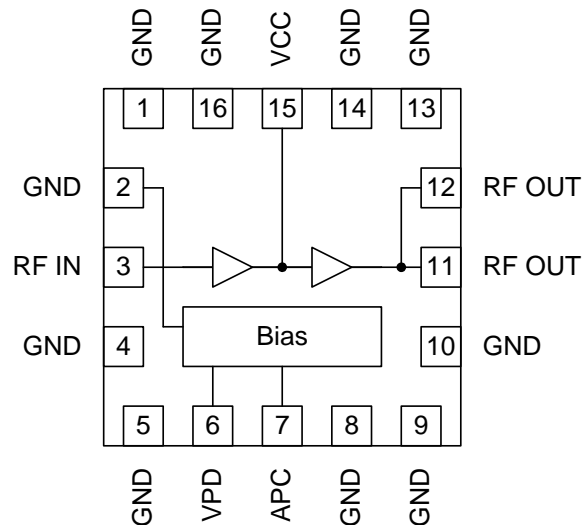 GND GND VCC GND GND
1 16 15 14 13
GND 2 12 RF OUT
RF IN 3 11 RF OUT
Bias
GND 4 10 GND
5 6 7 8 9
GND VPD APC GND GND